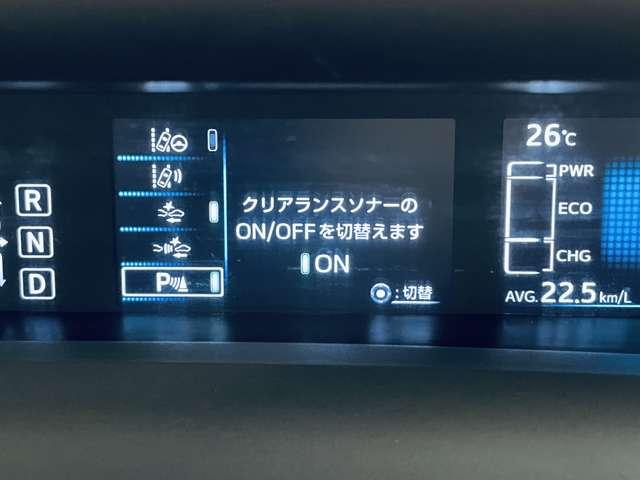 R
N
D
P
クリアランスソナーの
ON/OFFを切替えます
ON
:切替
26℃
PWR
ECO
CHG
AVG.22.5km/L